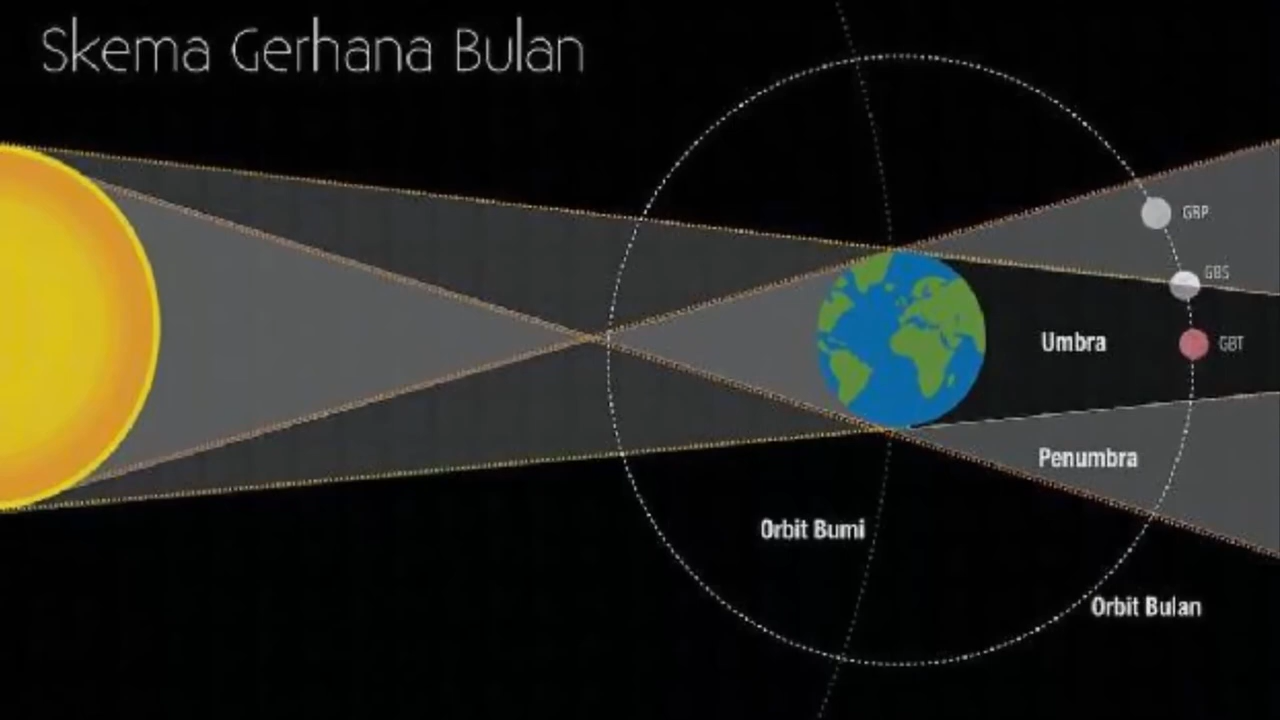 Skema Gerhana Bulan
GBP
GBS
Umbra
GBT
Penumbra
Orbit Bumi
Orbit Bulan